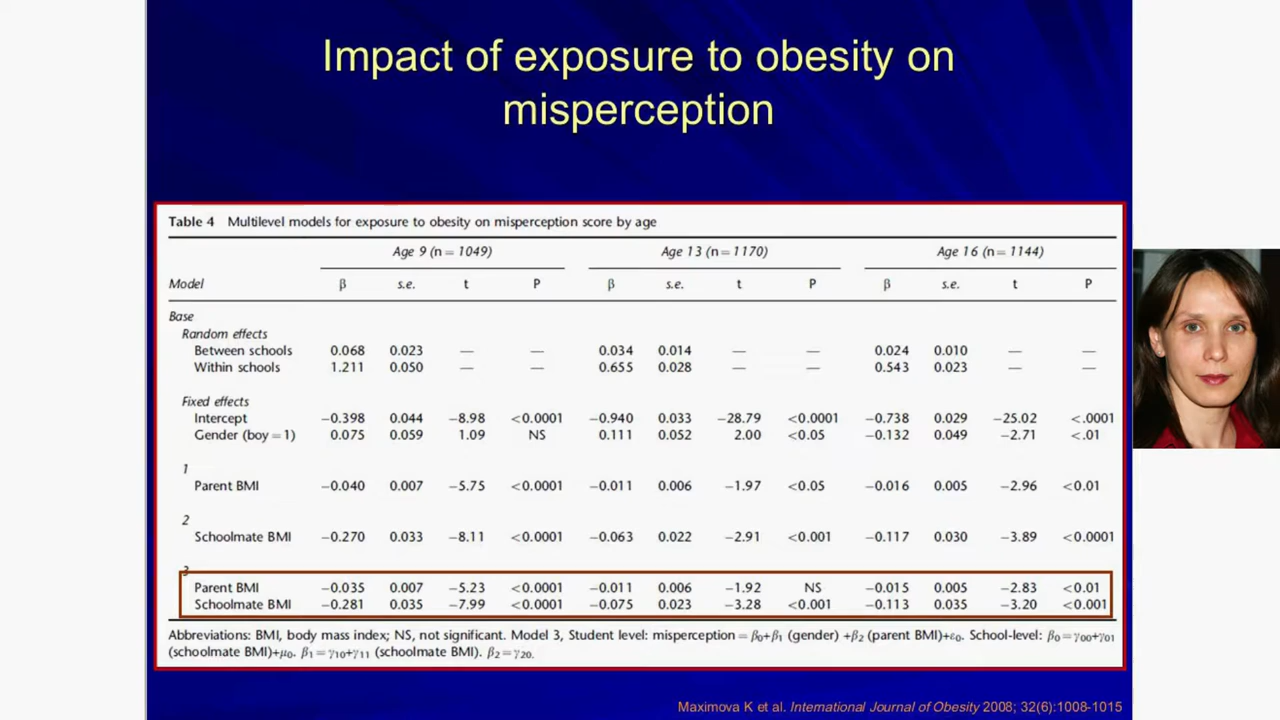 Impact of exposure to obesity on
misperception
Table 4 Multilevel models for exposure to obesity on misperception score by age
Age 9 (n = 1049) Age 13 (n = 1170) Age 16 (n = 1144)
Model β s.e. t P β s.e. t P β s.e. t P
Base
Random effects
Between schools 0.068 0.023 — — 0.034 0.014 — — 0.024 0.010 — —
Within schools 1.211 0.050 — — 0.655 0.028 — — 0.543 0.023 — —
Fixed effects
Intercept −0.398 0.044 −8.98 <0.0001 −0.940 0.033 −28.79 <0.0001 −0.738 0.029 −25.02 <.0001
Gender (boy = 1) 0.075 0.059 1.09 NS 0.111 0.052 2.00 <0.05 −0.132 0.049 −2.71 <.01
1
Parent BMI −0.040 0.007 −5.75 <0.0001 −0.011 0.006 −1.97 <0.05 −0.016 0.005 −2.96 <0.01
2
Schoolmate BMI −0.270 0.033 −8.11 <0.0001 −0.063 0.022 −2.91 <0.001 −0.117 0.030 −3.89 <0.0001
3
Parent BMI −0.035 0.007 −5.23 <0.0001 −0.011 0.006 −1.92 NS −0.015 0.005 −2.83 <0.01
Schoolmate BMI −0.281 0.035 −7.99 <0.0001 −0.075 0.023 −3.28 <0.001 −0.113 0.035 −3.20 <0.001
Abbreviations: BMI, body mass index; NS, not significant. Model 3, Student level: misperception = β₀+β₁ (gender) +β₂ (parent BMI)+ε₀. School-level: β₀=γ₀₀+γ₀₁
(schoolmate BMI)+μ₀. β₁=γ₁₀+γ₁₁ (schoolmate BMI). β₂=γ₂₀.
Maximova K et al. International Journal of Obesity 2008; 32(6):1008-1015